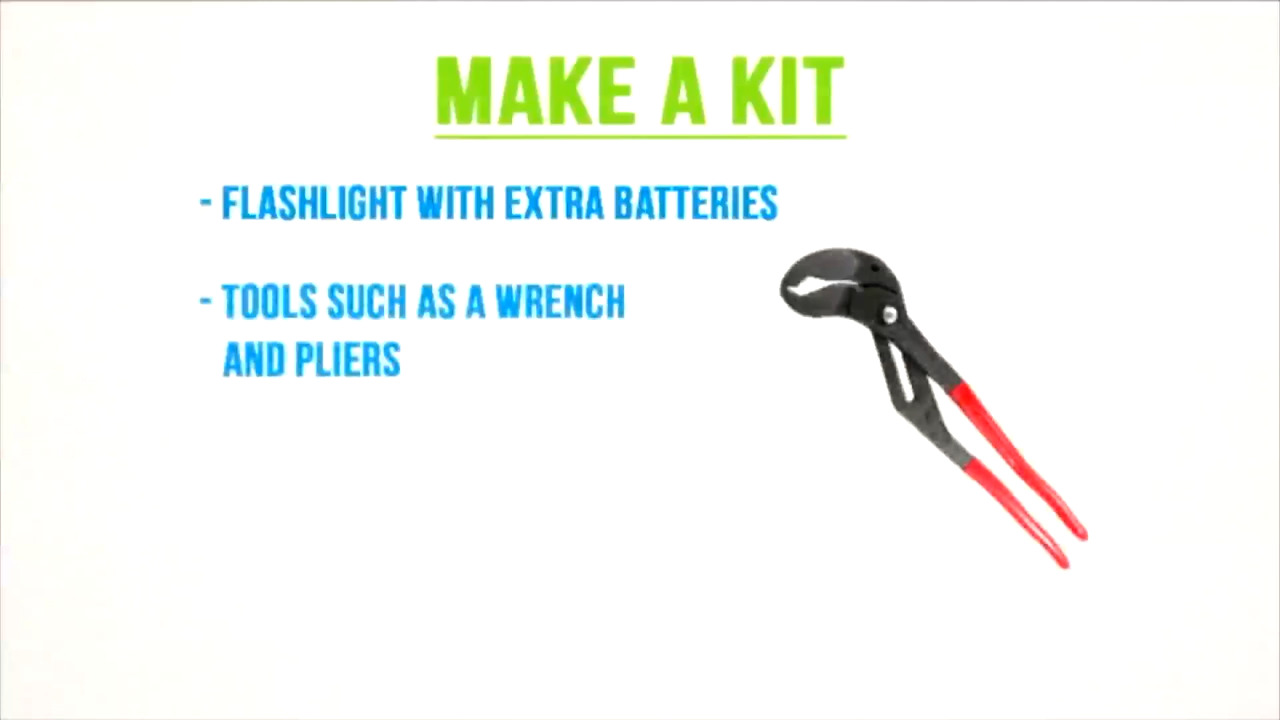 MAKE A KIT
- FLASHLIGHT WITH EXTRA BATTERIES
- TOOLS SUCH AS A WRENCH
AND PLIERS